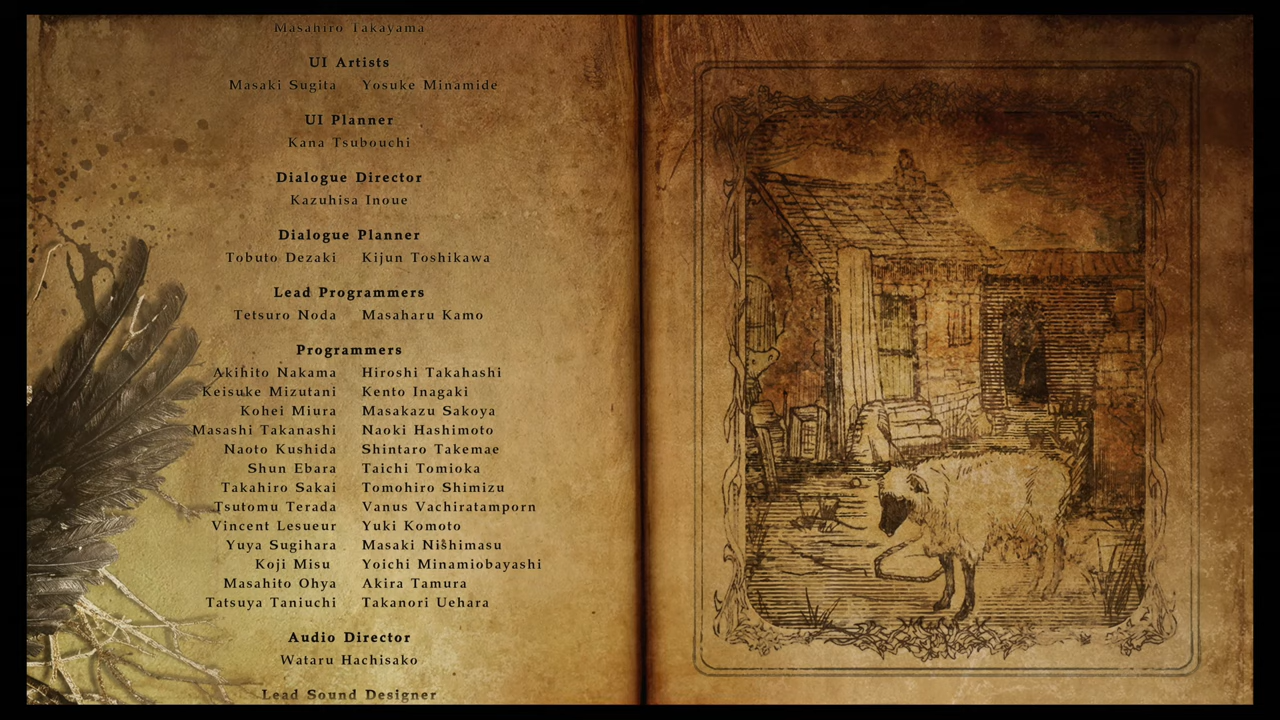 Masahiro Takayama
UI Artists
Masaki Sugita Yosuke Minamide
UI Planner
Kana Tsubouchi
Dialogue Director
Kazuhisa Inoue
Dialogue Planner
Tobuto Dezaki Kijun Toshikawa
Lead Programmers
Tetsuro Noda Masaharu Kamo
Programmers
Akihito Nakama Hiroshi Takahashi
Keisuke Mizutani Kento Inagaki
Kohei Miura Masakazu Sakoya
Masashi Takanashi Naoki Hashimoto
Naoto Kushida Shintaro Takemae
Shun Ebara Taichi Tomioka
Takahiro Sakai Tomohiro Shimizu
Tsutomu Terada Vanus Vachiratamporn
Vincent Lesueur Yuki Komoto
Yuya Sugihara Masaki Nishimasu
Koji Misu Yoichi Minamiobayashi
Masahito Ohya Akira Tamura
Tatsuya Taniuchi Takanori Uehara
Audio Director
Wataru Hachisako
Lead Sound Designer